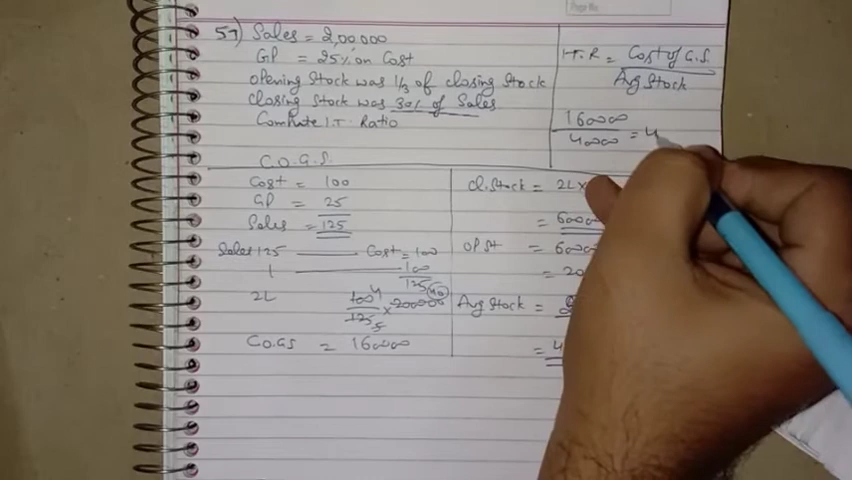 57) Sales = 2,00,000
GP = 25% on Cost
opening Stock was 1/3 of closing Stock
closing Stock was 30% of Sales
Compute I.T. Ratio
I.T.R = Cost of G.S. / Avg Stock
160000 / 40000 = 4
C.O.G.S.
Cost = 100
GP = 25
Sales = 125
Sales 125 —— Cost = 100
1 —— 100/125
2L 100/125 × 200000
C.O.GS = 160000
Cl. Stock = 2L ×
= 6000
OP St = 6000
= 20
Avg Stock =
= 4